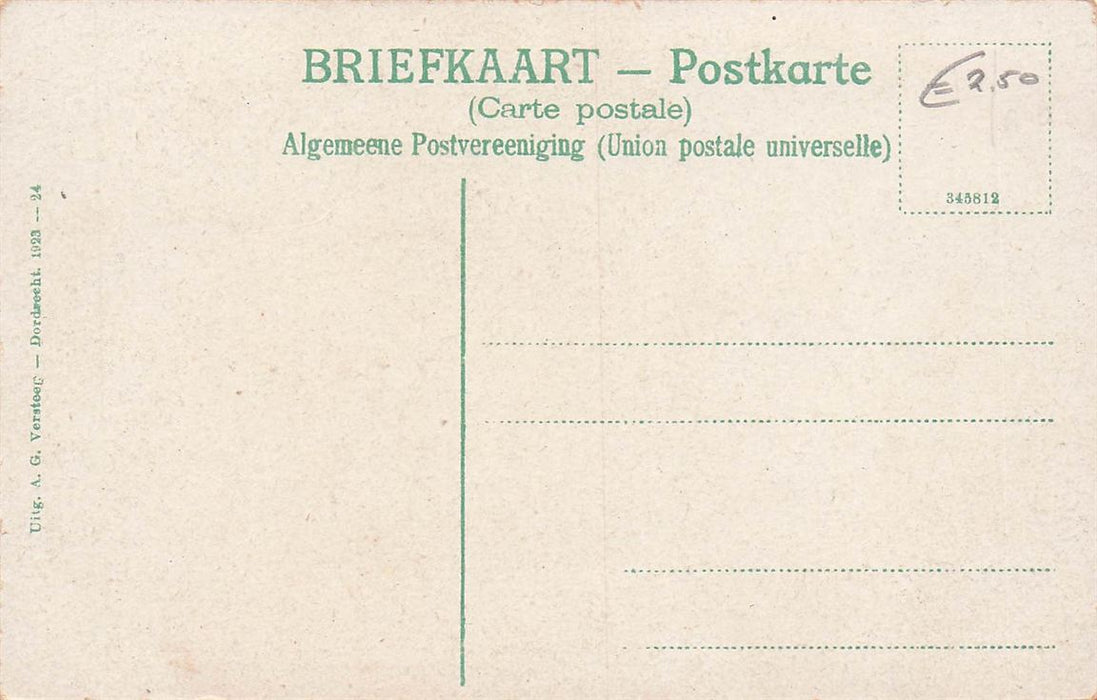 BRIEFKAART — Postkarte
(Carte postale)
Algemeene Postvereeniging (Union postale universelle)
€ 2,50
345812
Uitg. A. G. Versteeg — Dordrecht. 1923 -- 24